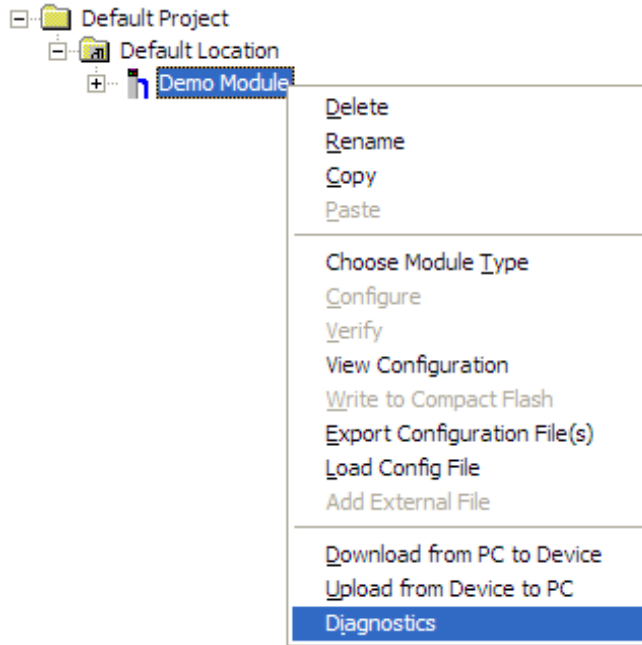 Default Project
Default Location
Demo Module
Delete
Rename
Copy
Paste
Choose Module Type
Configure
Verify
View Configuration
Write to Compact Flash
Export Configuration File(s)
Load Config File
Add External File
Download from PC to Device
Upload from Device to PC
Diagnostics